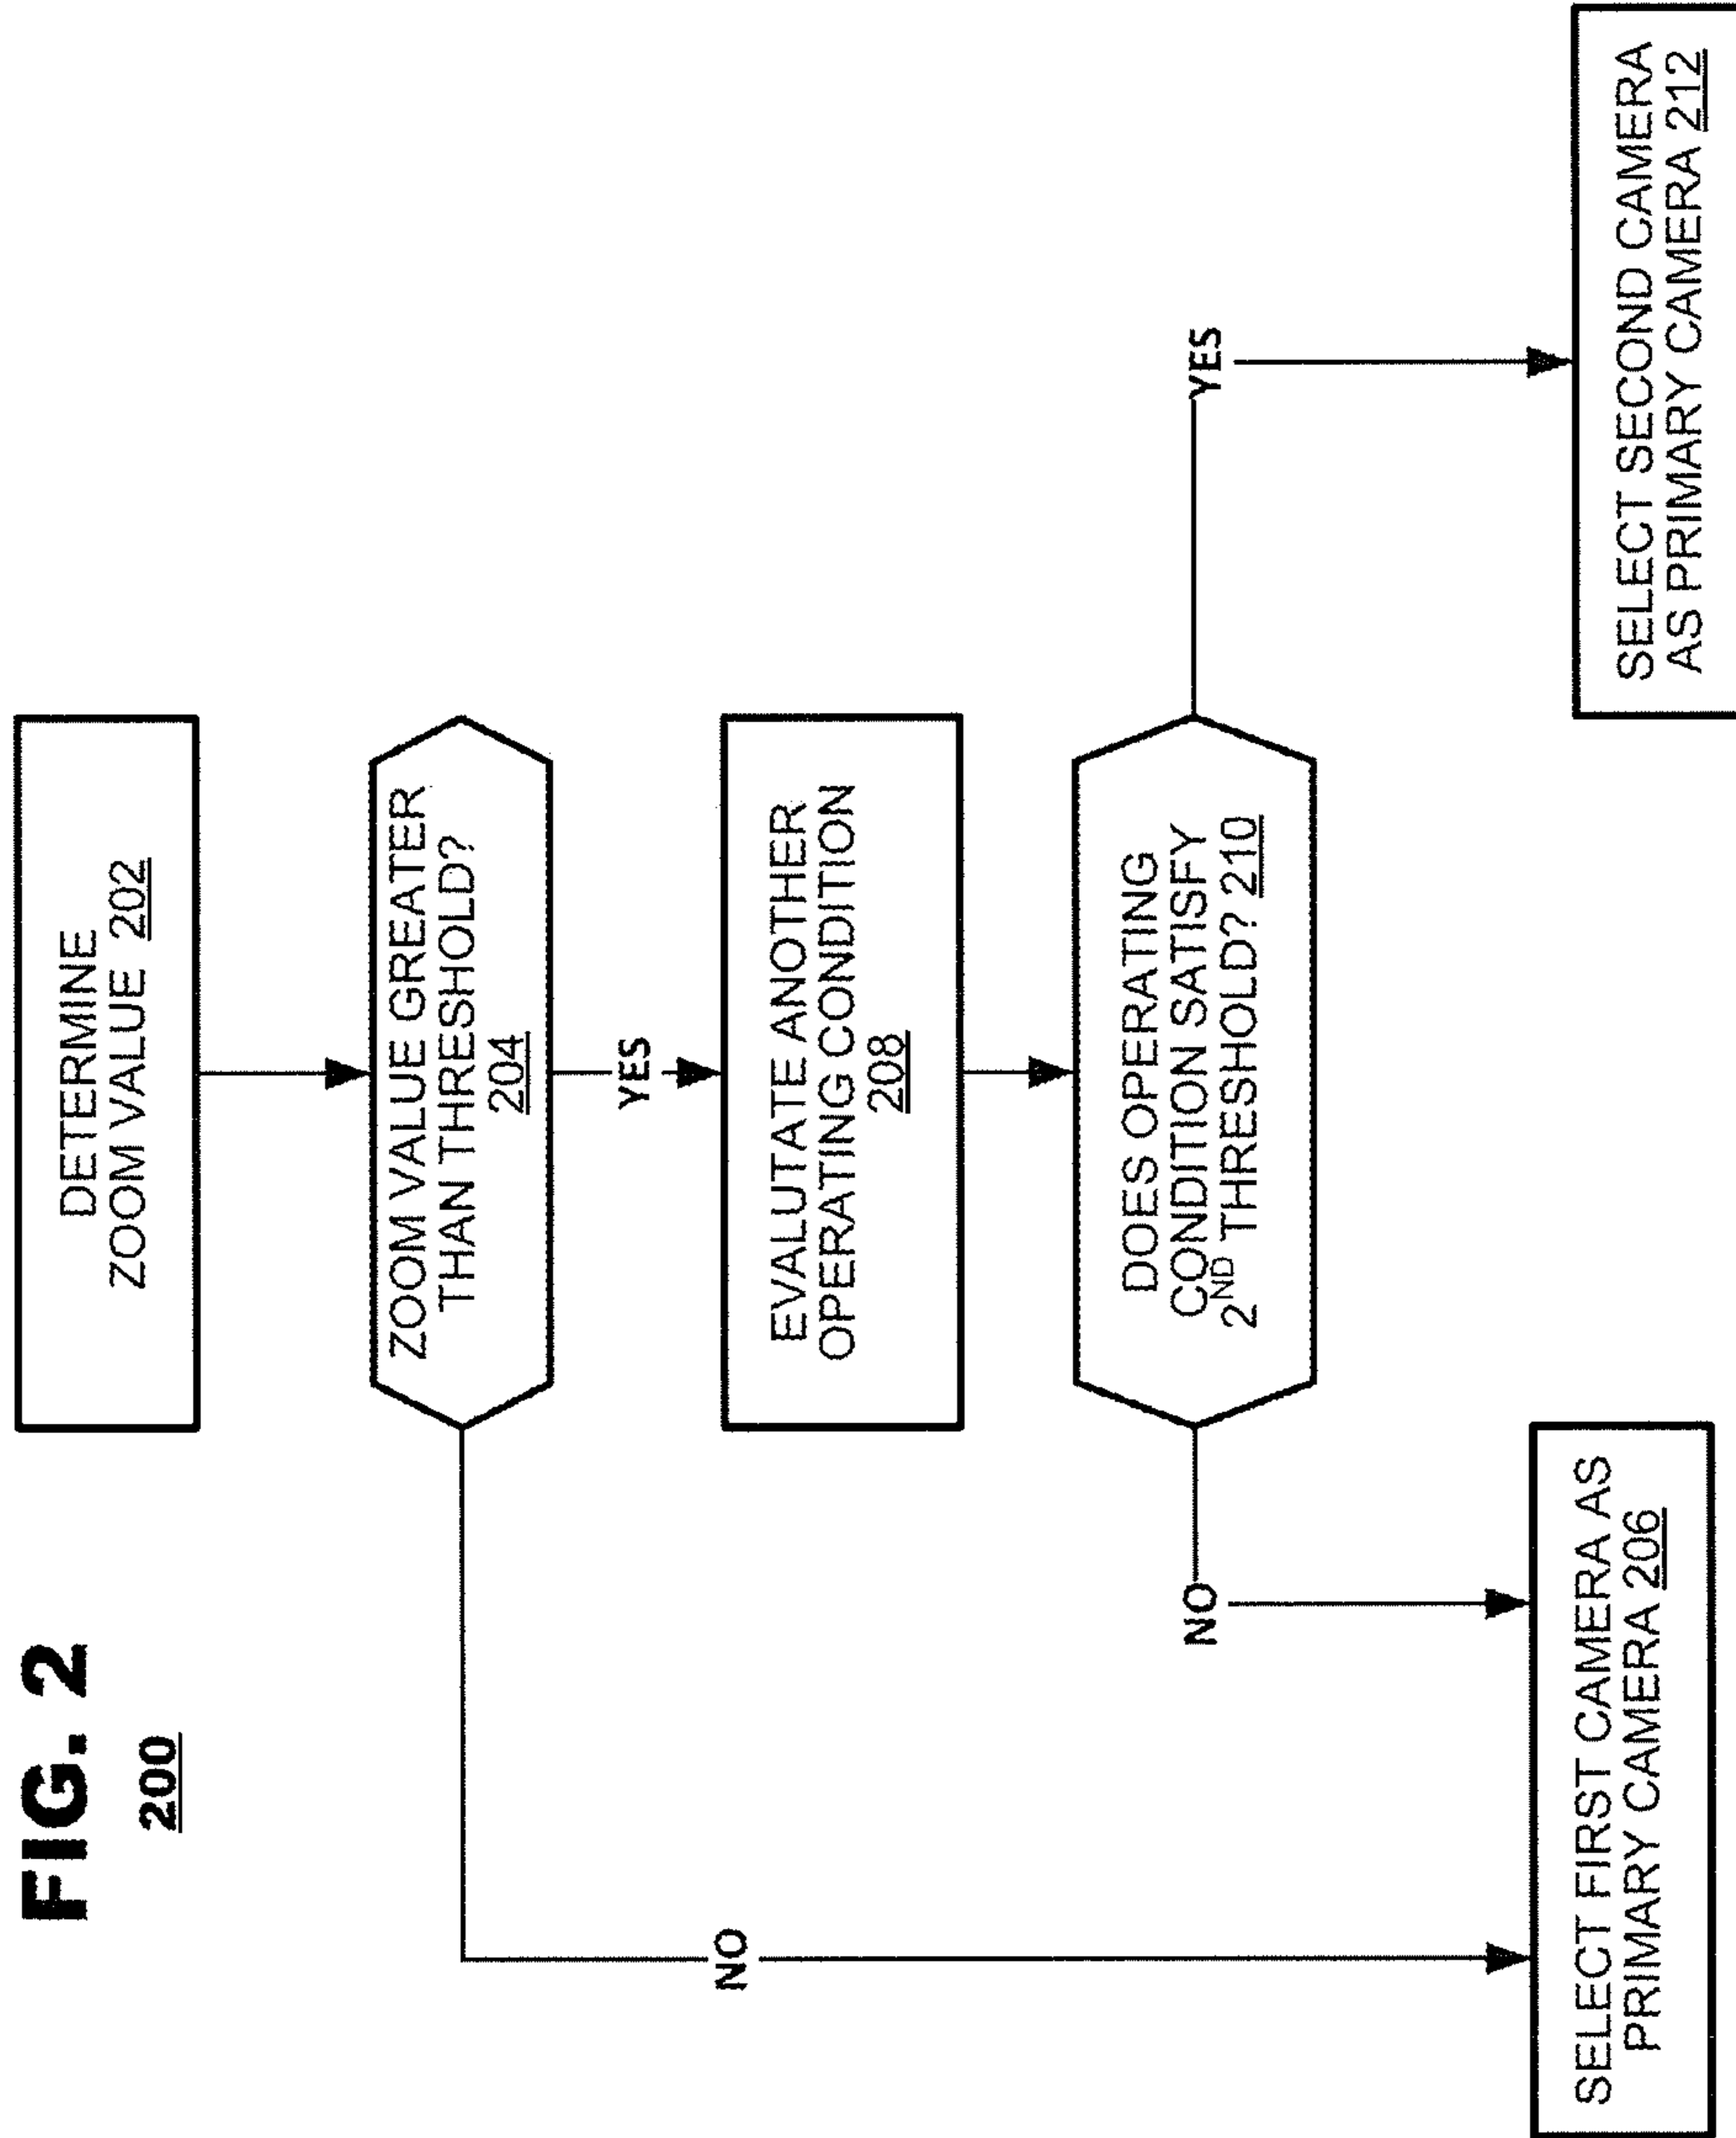 FIG. 2
200
DETERMINE
ZOOM VALUE 202
ZOOM VALUE GREATER
THAN THRESHOLD?
204
NO
YES
EVALUTATE ANOTHER
OPERATING CONDITION
208
DOES OPERATING
CONDITION SATISFY
2ND THRESHOLD? 210
NO
YES
SELECT FIRST CAMERA AS
PRIMARY CAMERA 206
SELECT SECOND CAMERA
AS PRIMARY CAMERA 212